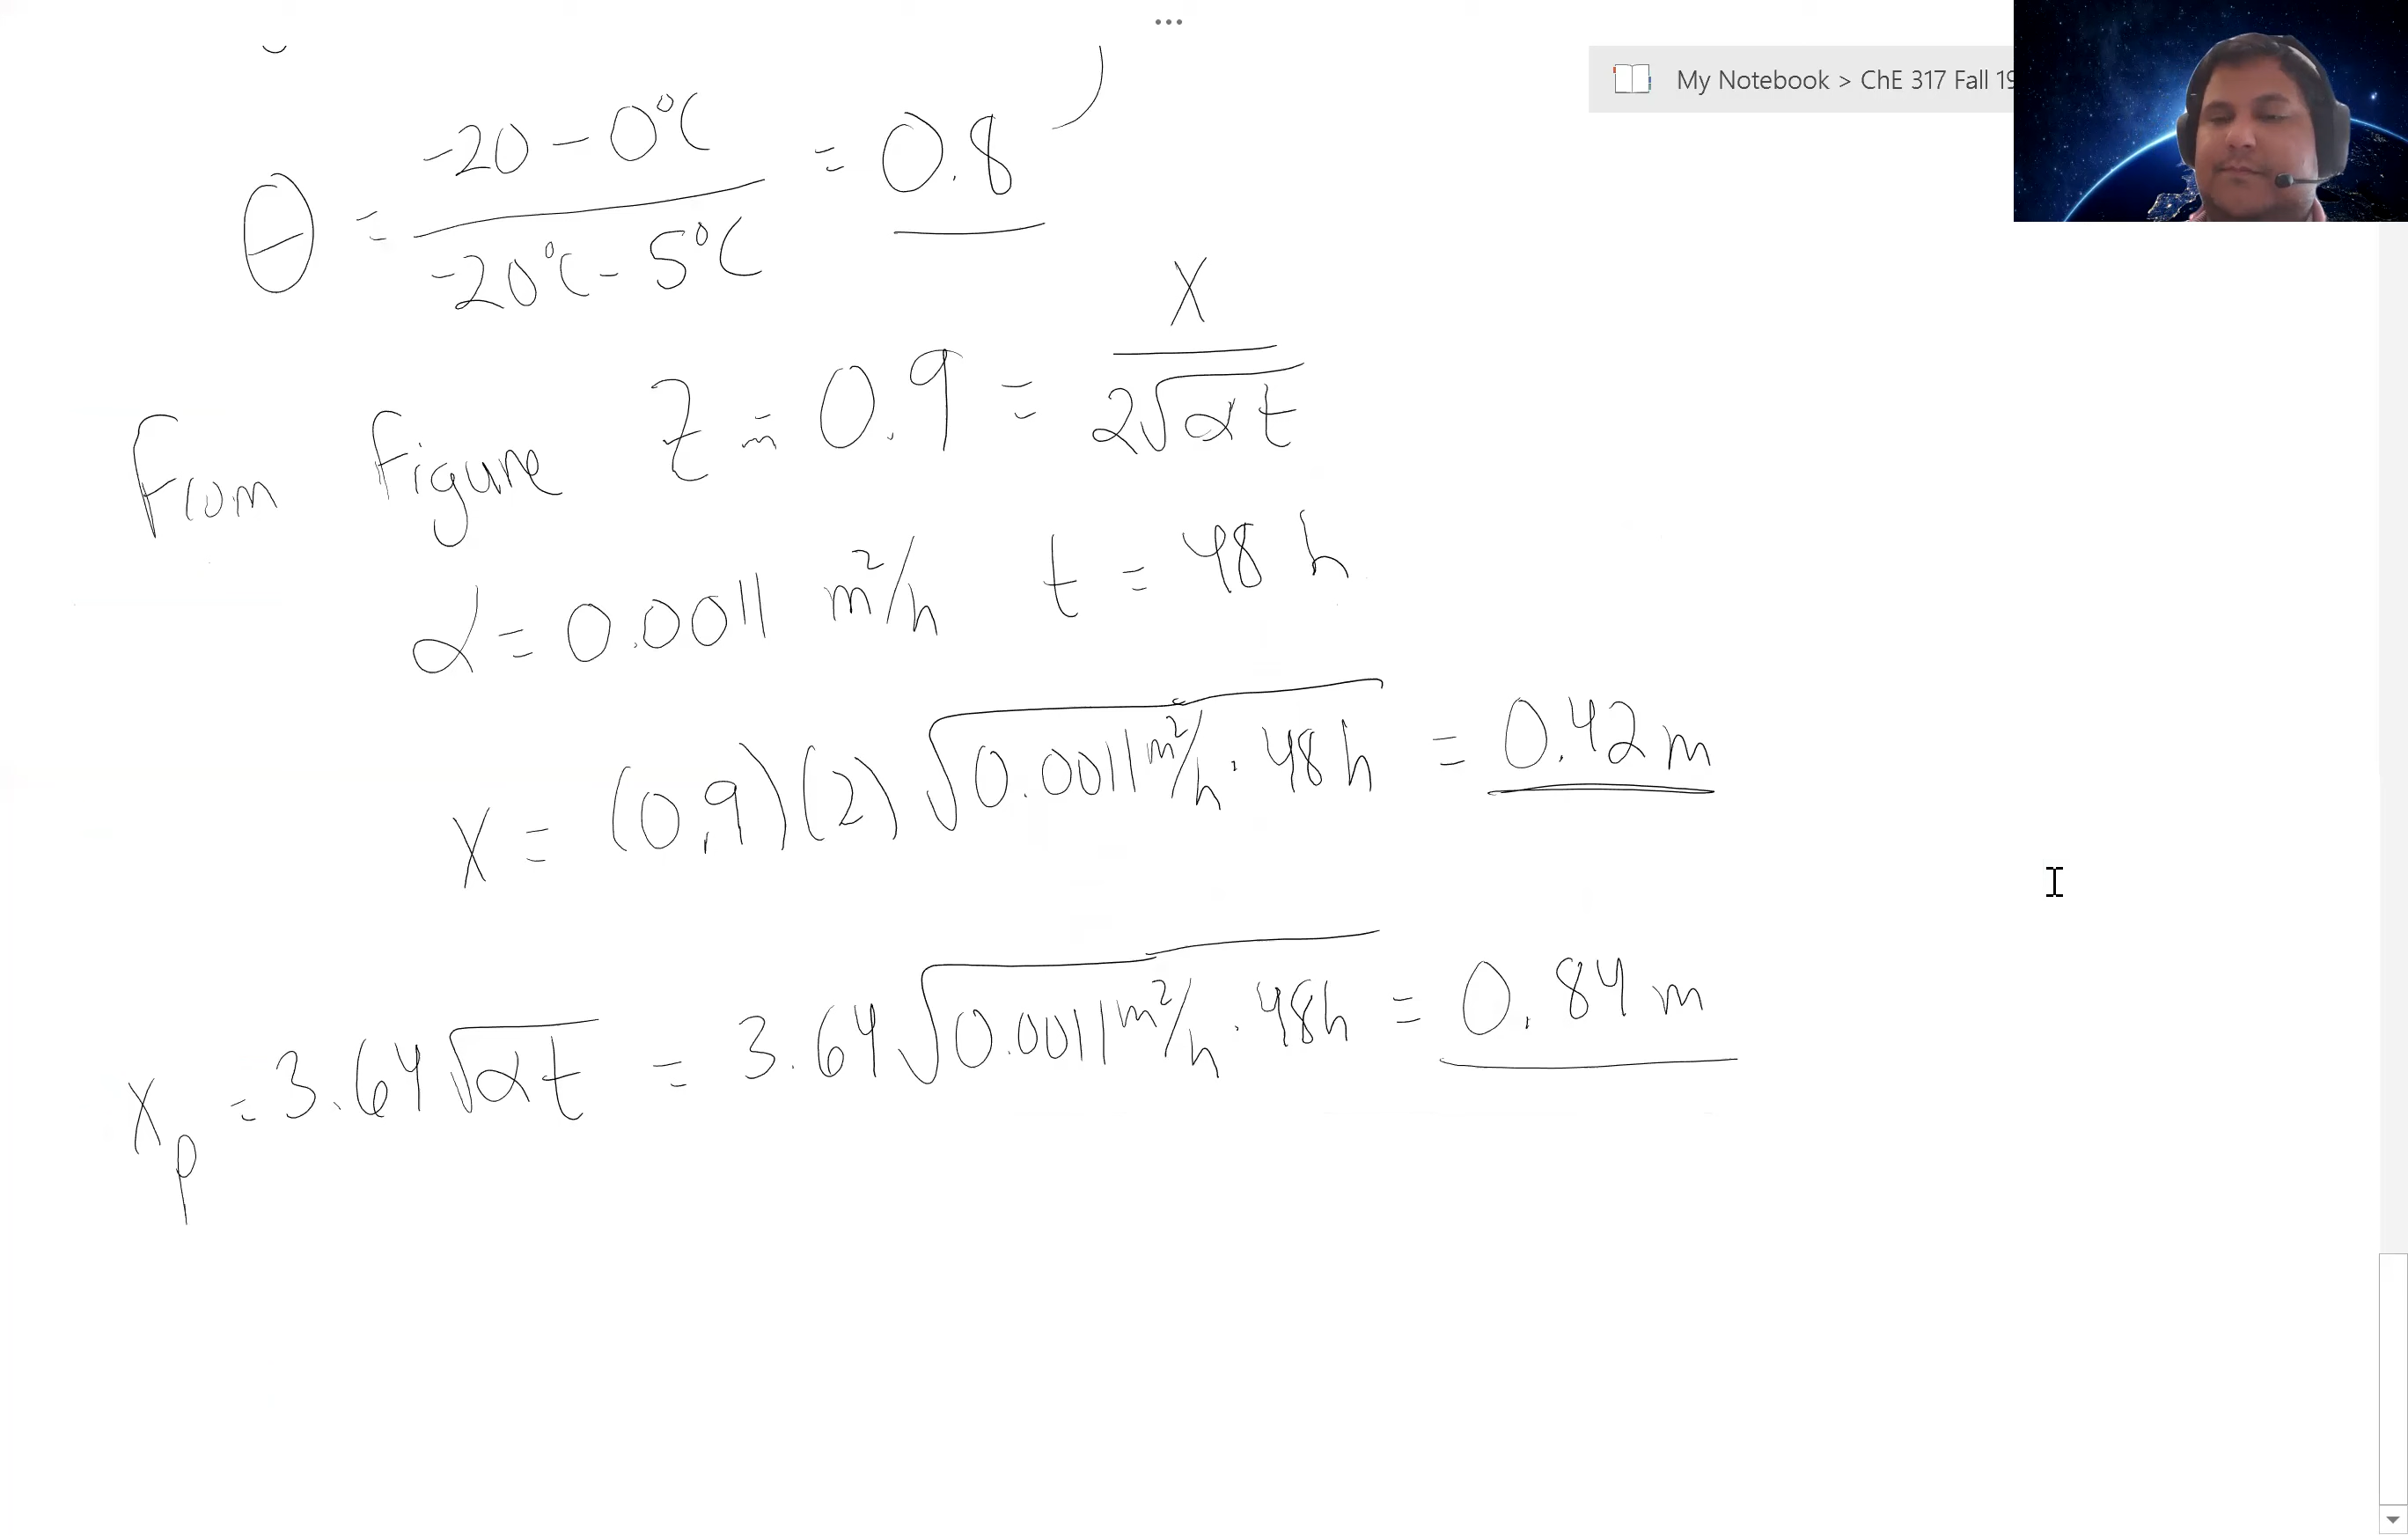 My Notebook > ChE 317 Fall 19
θ = (-20 - 0°C) / (-20°C - 5°C) = 0.8
From Figure Z = 0.9 = x / (2√αt)
α = 0.0011 m²/h t = 48 h
x = (0.9)(2) √0.0011 m²/h · 48 h = 0.42 m
xₚ = 3.64 √αt = 3.64 √0.0011 m²/h · 48h = 0.84 m